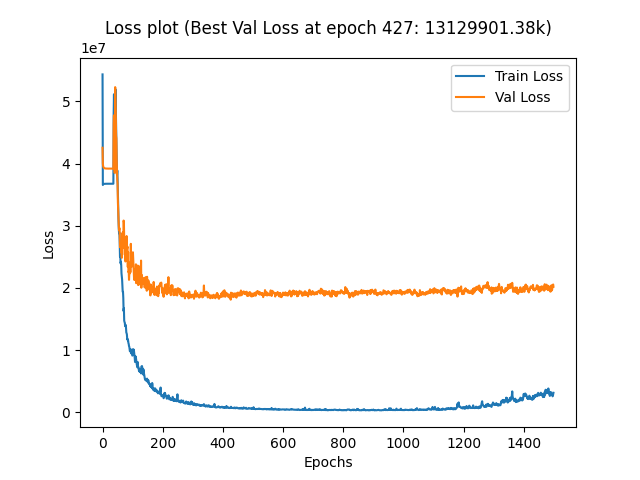 Loss plot (Best Val Loss at epoch 427: 13129901.38k)
1e7
Train Loss
Val Loss
5
4
3
2
1
0
Loss
0 200 400 600 800 1000 1200 1400
Epochs